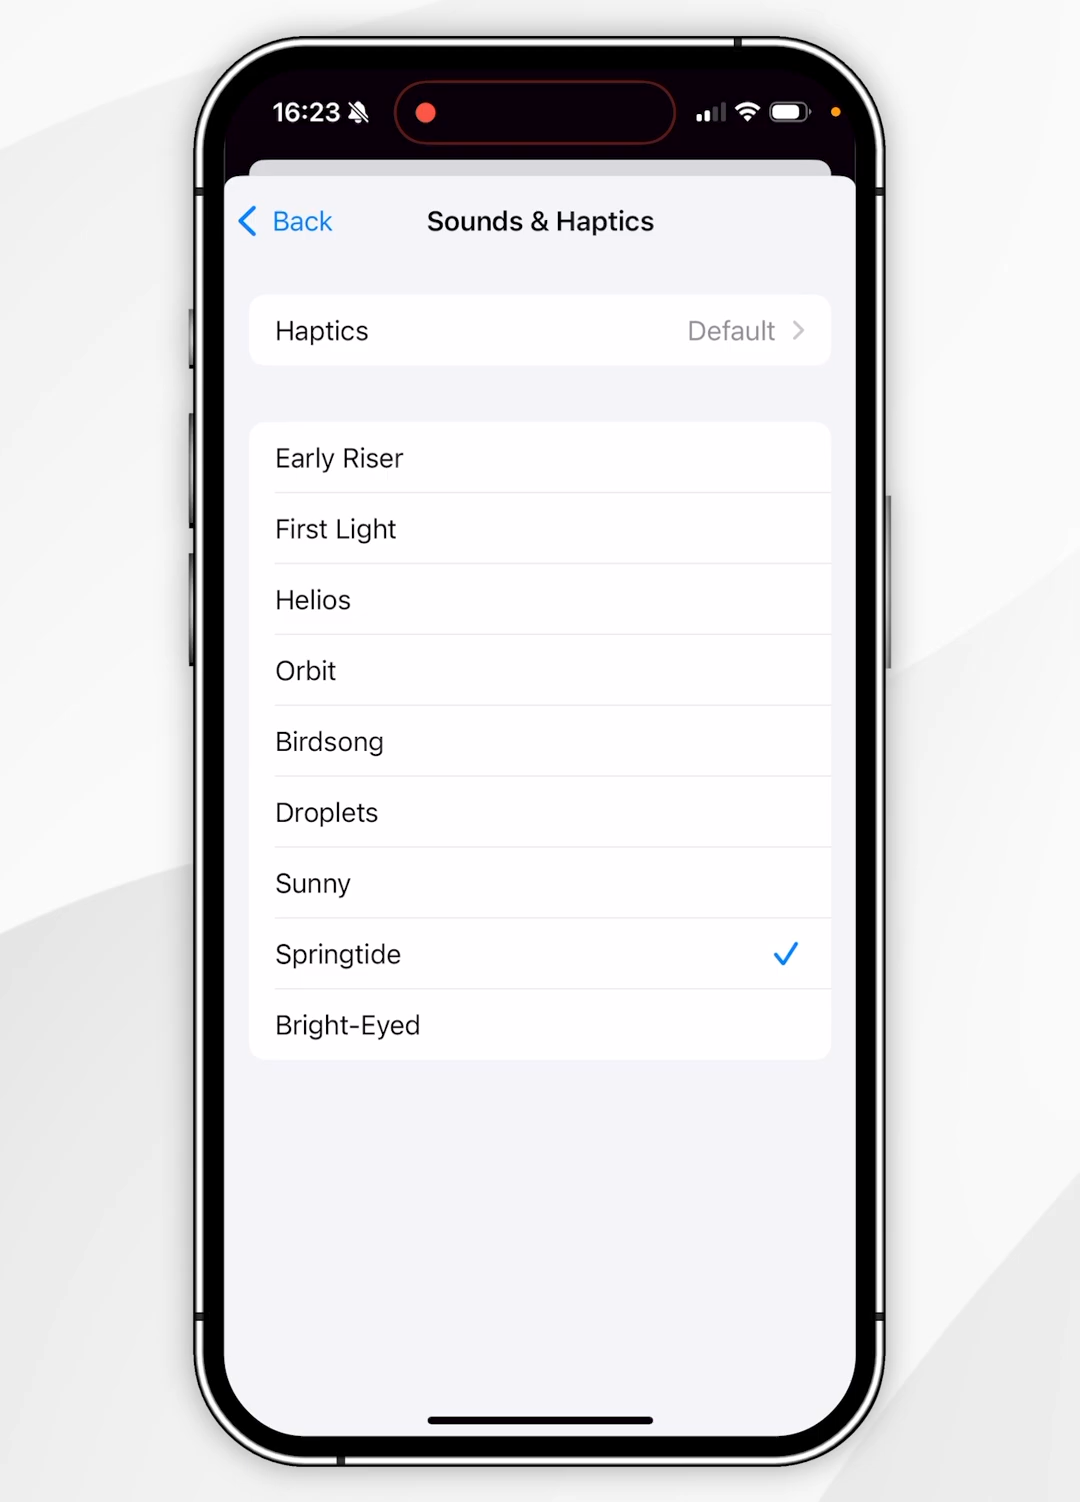 16:23
Back
Sounds & Haptics
Haptics Default
Early Riser
First Light
Helios
Orbit
Birdsong
Droplets
Sunny
Springtide
Bright-Eyed